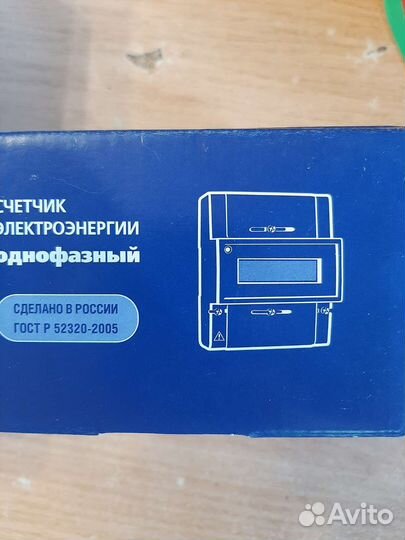 СЧЕТЧИК
ЭЛЕКТРОЭНЕРГИИ
однофазный
СДЕЛАНО В РОССИИ
ГОСТ Р 52320-2005
Avito